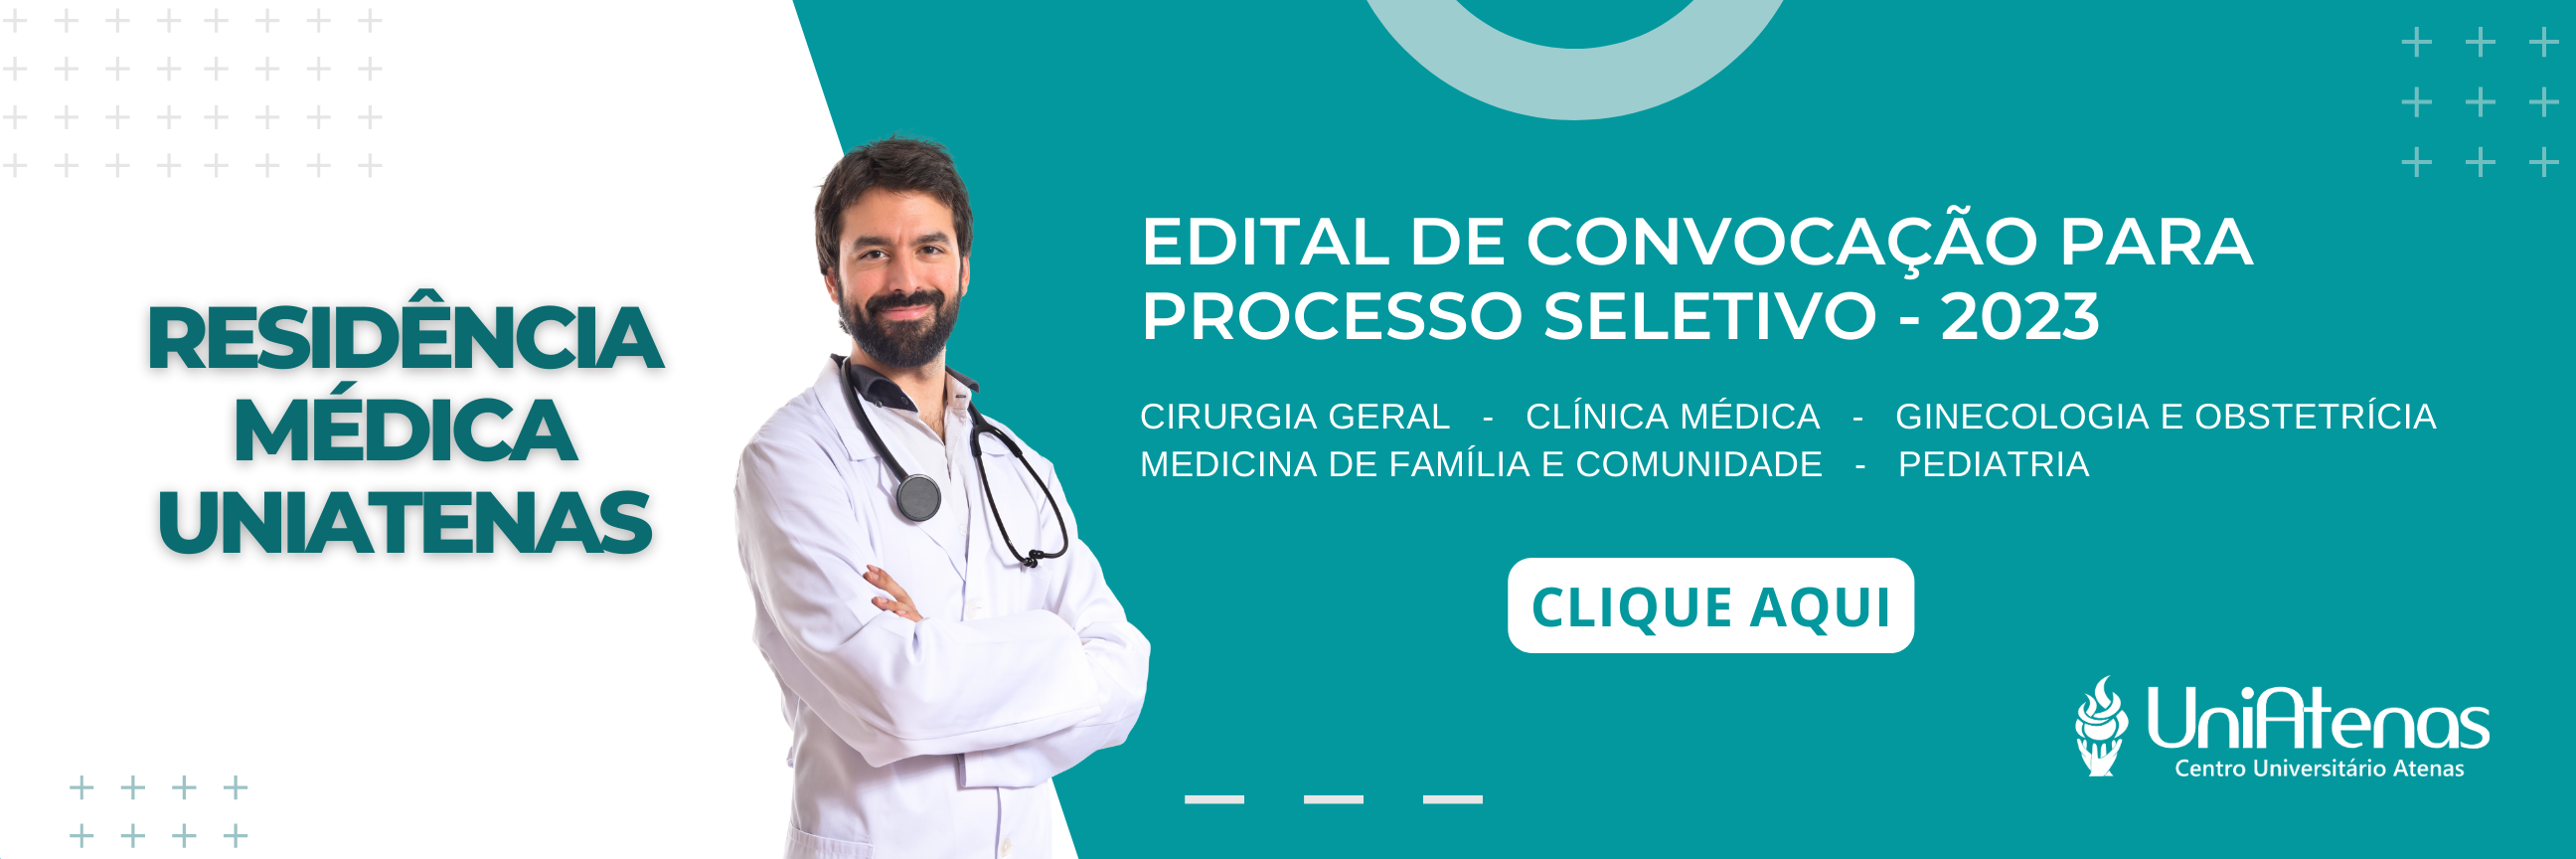 RESIDÊNCIA
MÉDICA
UNIATENAS
EDITAL DE CONVOCAÇÃO PARA
PROCESSO SELETIVO - 2023
CIRURGIA GERAL - CLÍNICA MÉDICA - GINECOLOGIA E OBSTETRÍCIA
MEDICINA DE FAMÍLIA E COMUNIDADE - PEDIATRIA
CLIQUE AQUI
UniAtenas
Centro Universitário Atenas